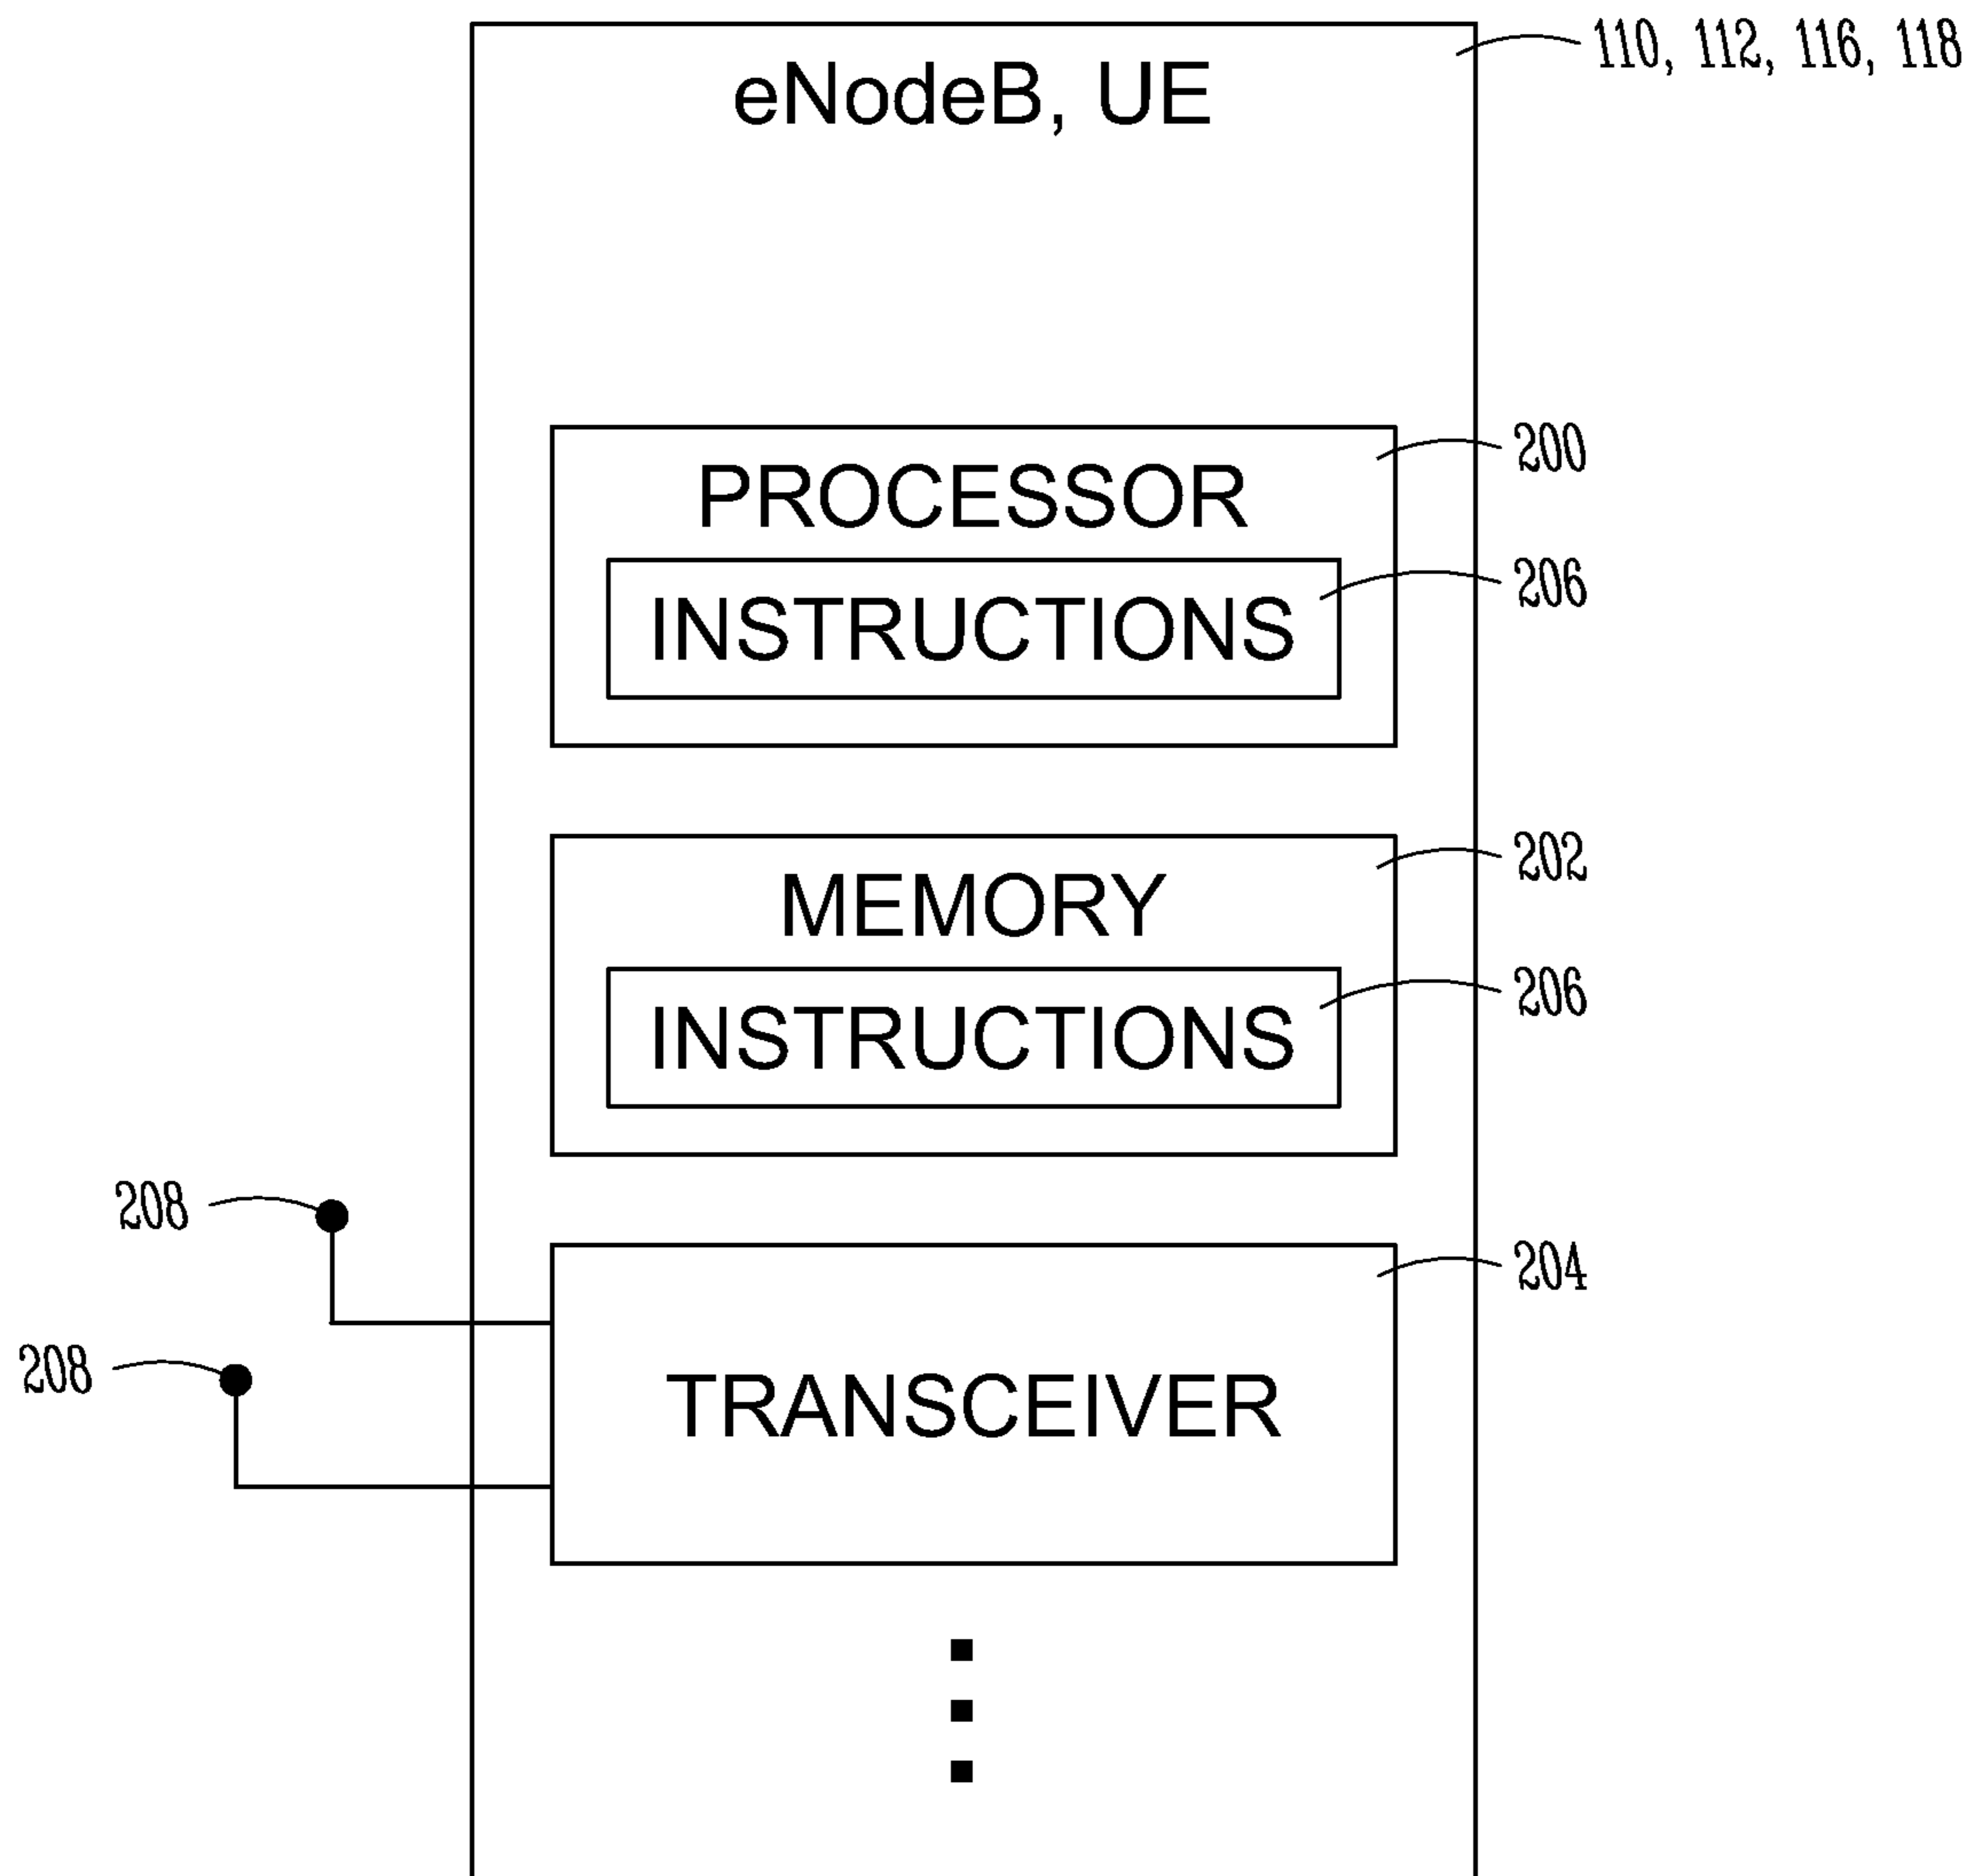 110, 112, 116, 118
eNodeB, UE
200
PROCESSOR
206
INSTRUCTIONS
202
MEMORY
206
INSTRUCTIONS
208
204
208
TRANSCEIVER